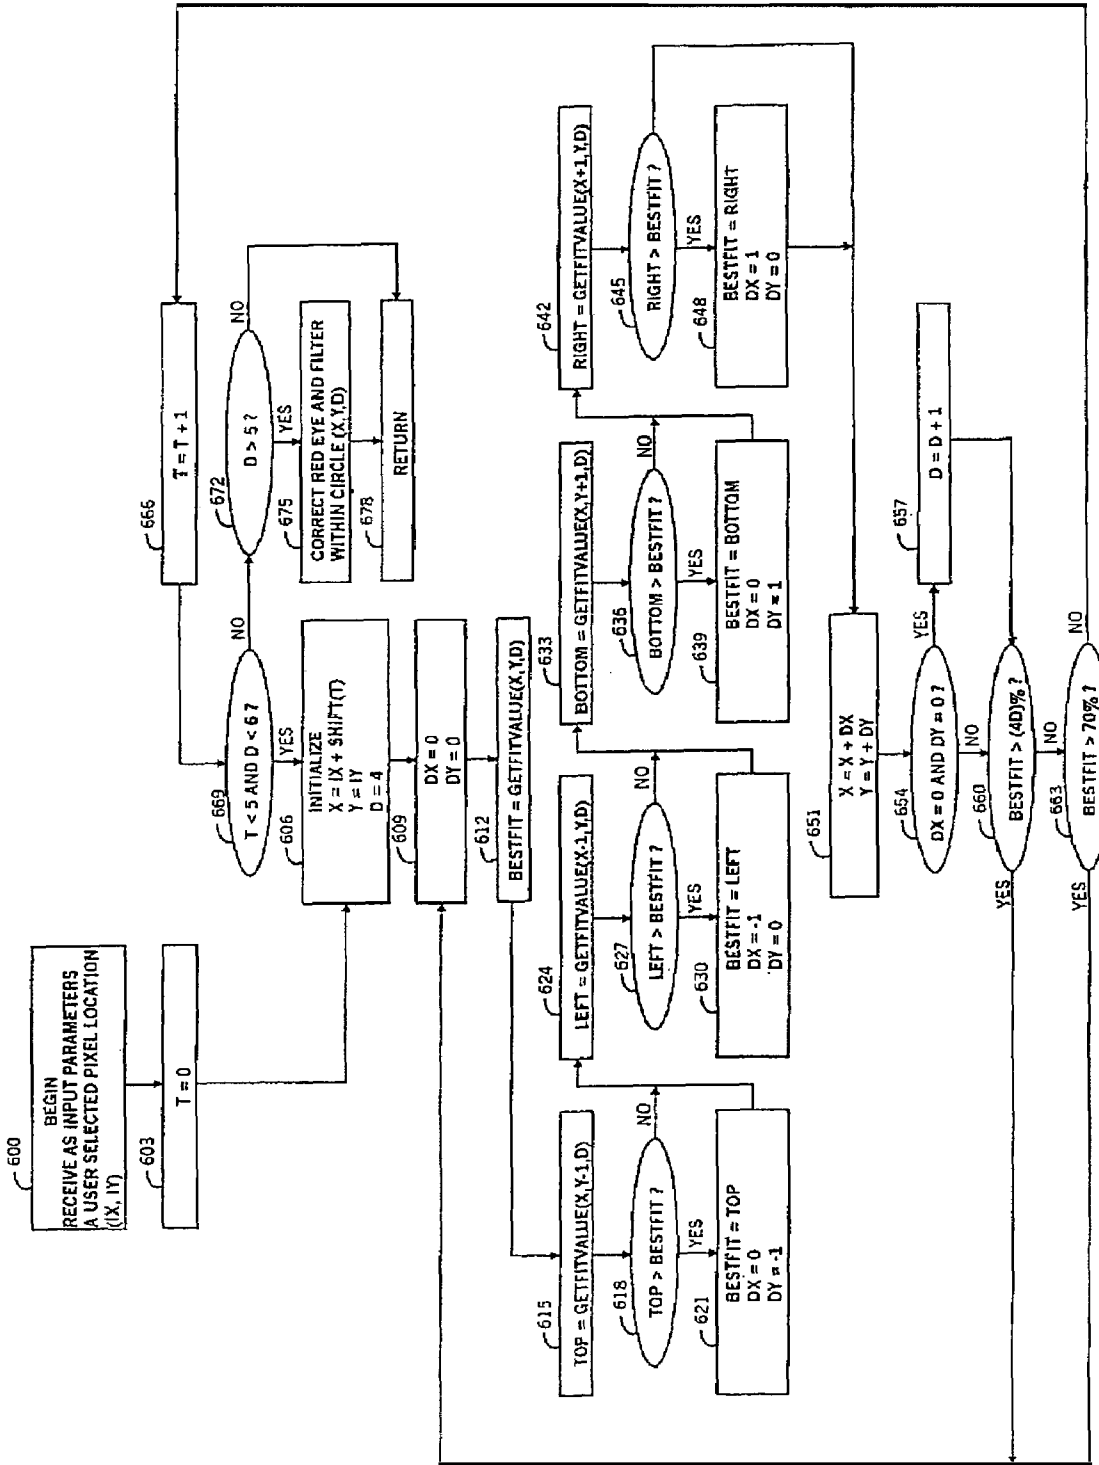 600
BEGIN
RECEIVE AS INPUT PARAMETERS
A USER SELECTED PIXEL LOCATION
(IX, IY)
603
T = 0
666
T = T + 1
669
T < 5 AND D < 6 ?
NO
YES
672
D > 5 ?
NO
YES
675
CORRECT RED EYE AND FILTER
WITHIN CIRCLE (X,Y,D)
678
RETURN
606
INITIALIZE
X = IX + SHIFT(T)
Y = IY
D = 4
609
DX = 0
DY = 0
612
BESTFIT = GETFITVALUE(X,Y,D)
615
TOP = GETFITVALUE(X,Y-1,D)
618
TOP > BESTFIT ?
NO
YES
621
BESTFIT = TOP
DX = 0
DY = -1
624
LEFT = GETFITVALUE(X-1,Y,D)
627
LEFT > BESTFIT ?
NO
YES
630
BESTFIT = LEFT
DX = -1
DY = 0
633
BOTTOM = GETFITVALUE(X,Y+1,D)
636
BOTTOM > BESTFIT ?
NO
YES
639
BESTFIT = BOTTOM
DX = 0
DY = 1
642
RIGHT = GETFITVALUE(X+1,Y,D)
645
RIGHT > BESTFIT ?
YES
648
BESTFIT = RIGHT
DX = 1
DY = 0
651
X = X + DX
Y = Y + DY
654
DX = 0 AND DY = 0 ?
YES
NO
657
D = D + 1
660
BESTFIT > (4D)% ?
YES
NO
663
BESTFIT > 70% ?
YES
NO